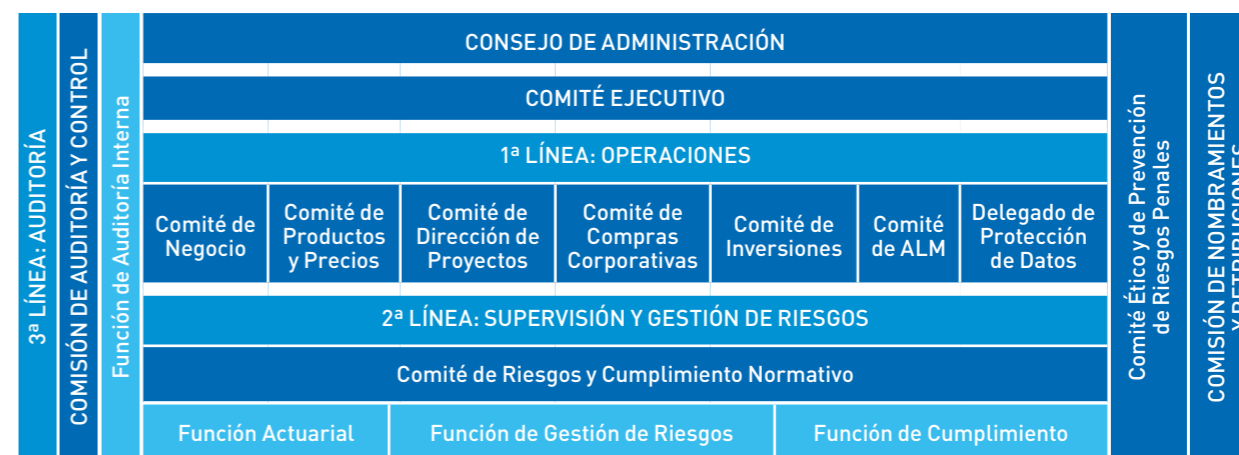 3ª LÍNEA: AUDITORÍA
COMISIÓN DE AUDITORÍA Y CONTROL
Función de Auditoría Interna
CONSEJO DE ADMINISTRACIÓN
COMITÉ EJECUTIVO
1ª LÍNEA: OPERACIONES
Comité de
Negocio
Comité de
Productos
y Precios
Comité de
Dirección de
Proyectos
Comité de
Compras
Corporativas
Comité de
Inversiones
Comité
de ALM
Delegado de
Protección
de Datos
2ª LÍNEA: SUPERVISIÓN Y GESTIÓN DE RIESGOS
Comité de Riesgos y Cumplimiento Normativo
Función Actuarial
Función de Gestión de Riesgos
Función de Cumplimiento
Comité Ético y de Prevención
de Riesgos Penales
COMISIÓN DE NOMBRAMIENTOS
Y RETRIBUCIONES